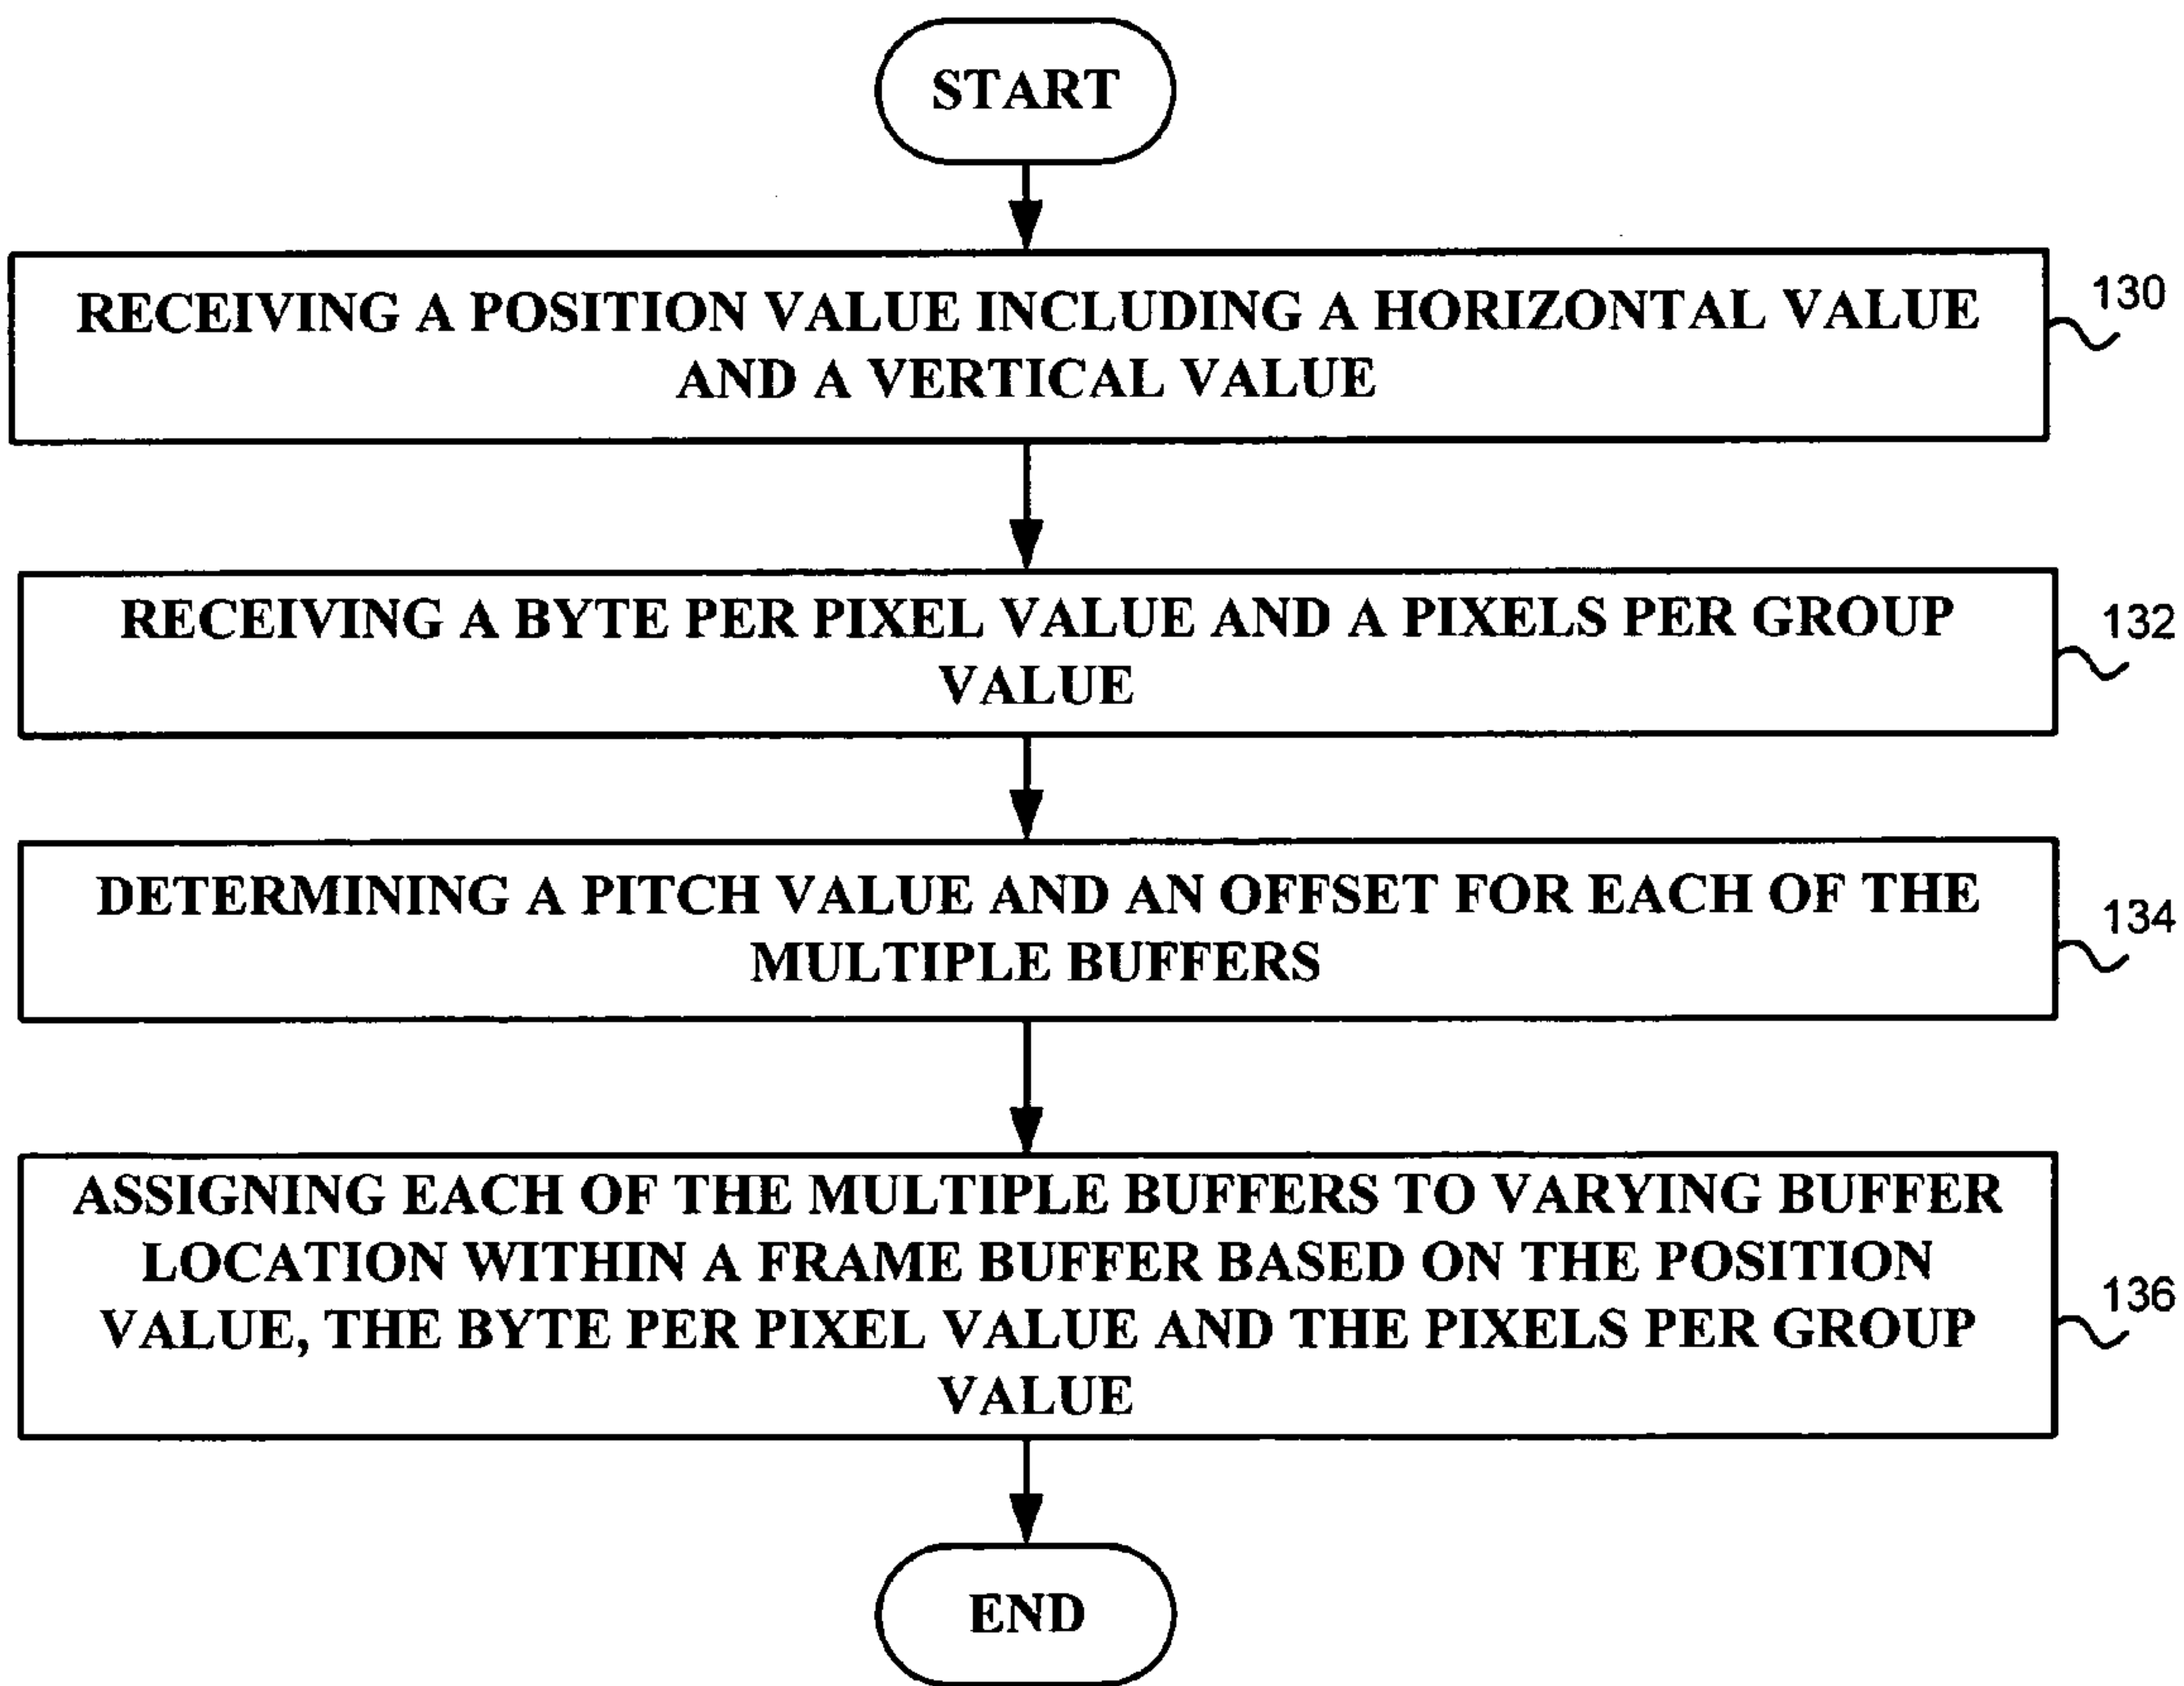 START
RECEIVING A POSITION VALUE INCLUDING A HORIZONTAL VALUE
AND A VERTICAL VALUE
130
RECEIVING A BYTE PER PIXEL VALUE AND A PIXELS PER GROUP
VALUE
132
DETERMINING A PITCH VALUE AND AN OFFSET FOR EACH OF THE
MULTIPLE BUFFERS
134
ASSIGNING EACH OF THE MULTIPLE BUFFERS TO VARYING BUFFER
LOCATION WITHIN A FRAME BUFFER BASED ON THE POSITION
VALUE, THE BYTE PER PIXEL VALUE AND THE PIXELS PER GROUP
VALUE
136
END